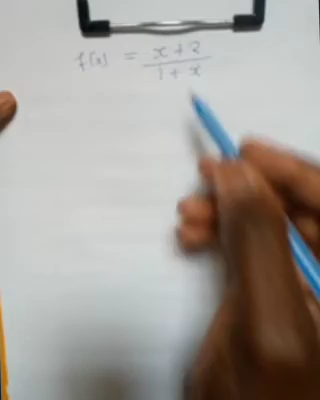 f(x) = x + 2 / 1 + x